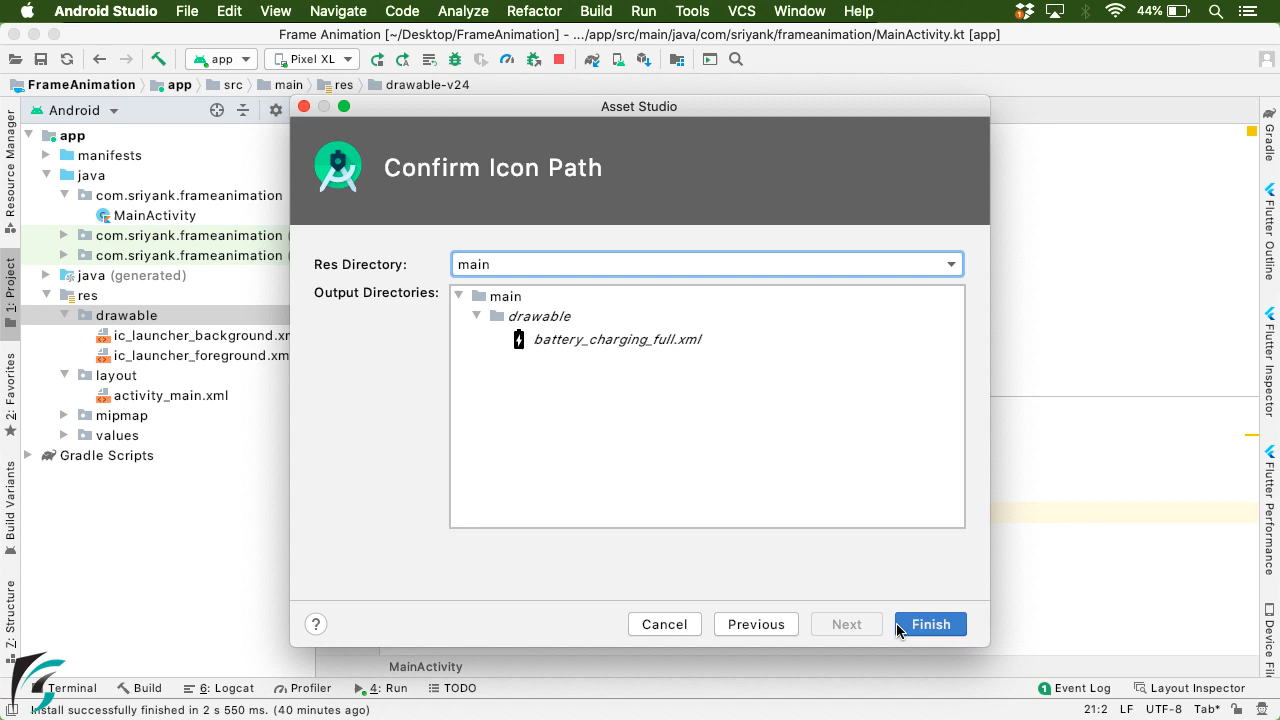 Android Studio File Edit View Navigate Code Analyze Refactor Build Run Tools VCS Window Help 44%
Frame Animation [~/Desktop/FrameAnimation] - .../app/src/main/java/com/sriyank/frameanimation/MainActivity.kt [app]
app Pixel XL
FrameAnimation app src main res drawable-v24
Android
Asset Studio
Confirm Icon Path
app
manifests
java
com.sriyank.frameanimation
MainActivity
com.sriyank.frameanimation (
com.sriyank.frameanimation (
java (generated)
res
drawable
ic_launcher_background.xm
ic_launcher_foreground.xm
layout
activity_main.xml
mipmap
values
Gradle Scripts
Res Directory: main
Output Directories: main
drawable
battery_charging_full.xml
? Cancel Previous Next Finish
Resource Manager
1: Project
2: Favorites
Build Variants
Z: Structure
Gradle
Flutter Outline
Flutter Inspector
Flutter Performance
Device File
MainActivity
Terminal Build 6: Logcat Profiler 4: Run TODO 1 Event Log Layout Inspector
Install successfully finished in 2 s 550 ms. (40 minutes ago) 21:2 LF UTF-8 Tab*